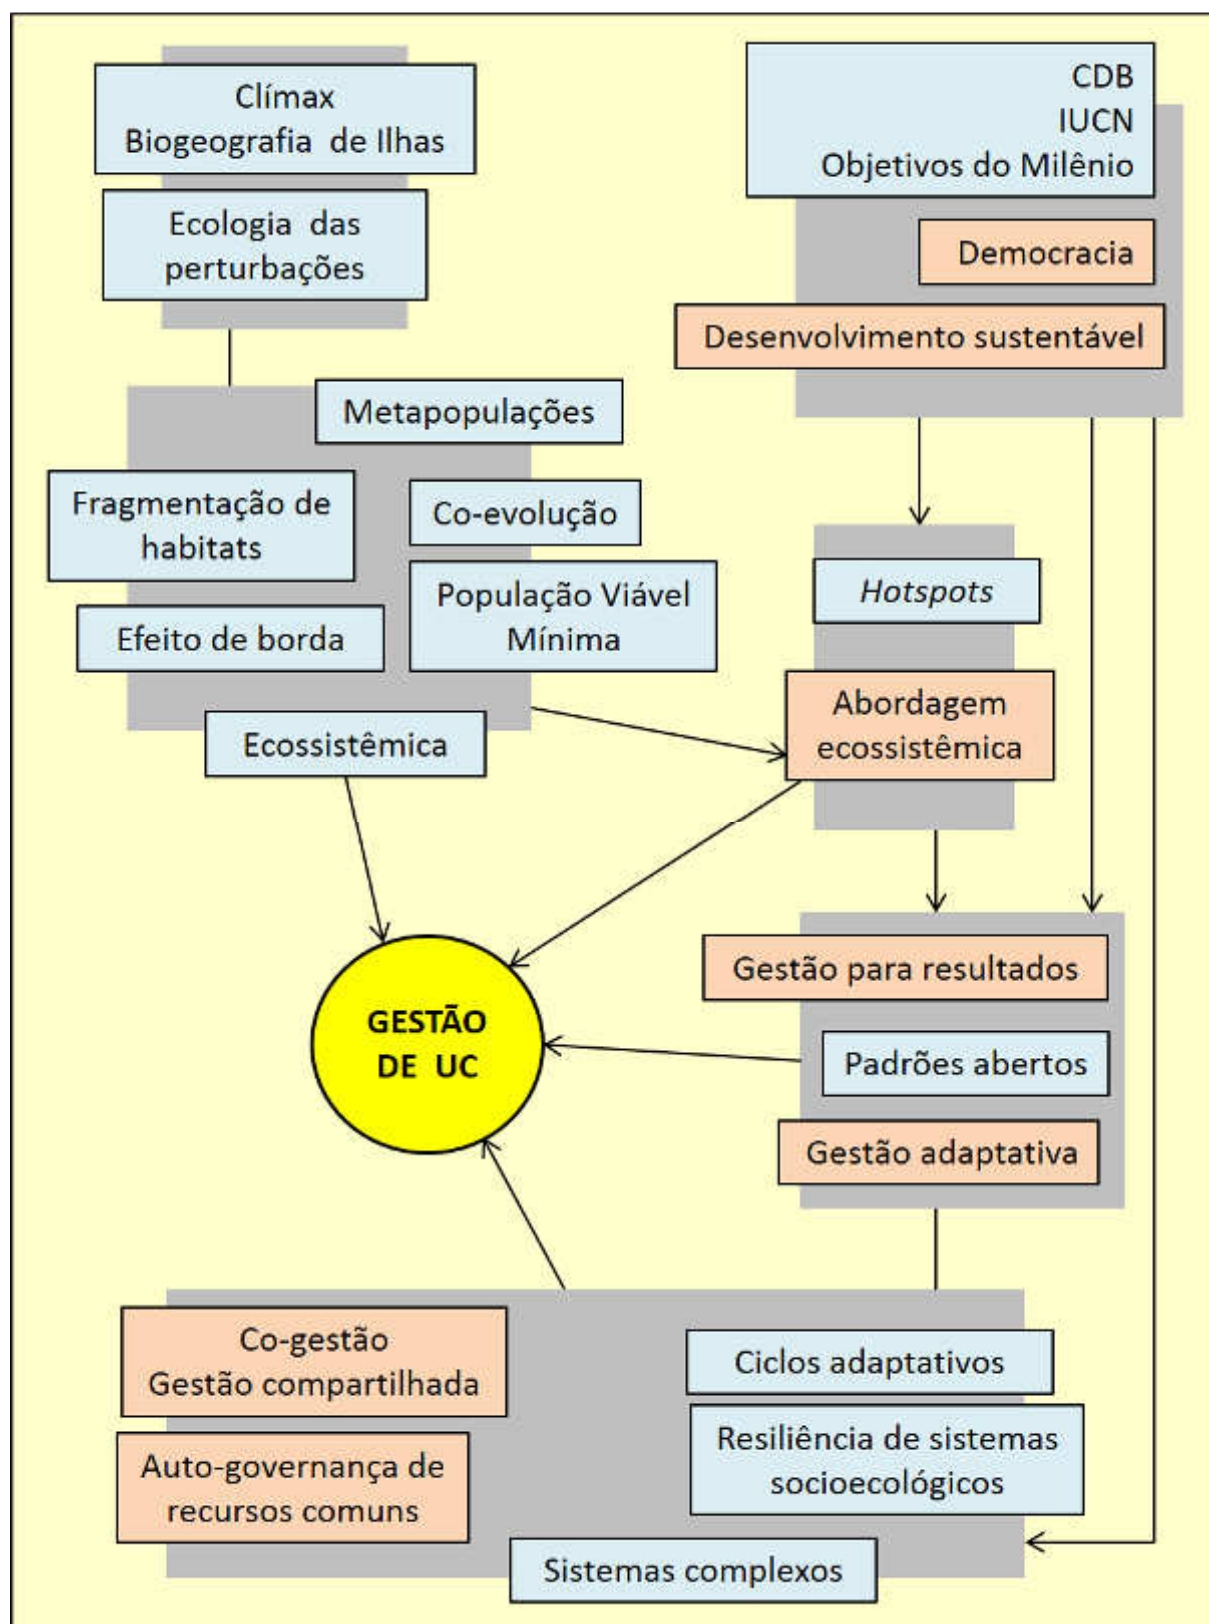 Clímax
Biogeografia de Ilhas
Ecologia das
perturbações
CDB
IUCN
Objetivos do Milênio
Democracia
Desenvolvimento sustentável
Metapopulações
Fragmentação de
habitats
Co-evolução
População Viável
Mínima
Efeito de borda
Ecossistêmica
Hotspots
Abordagem
ecossistêmica
GESTÃO
DE UC
Gestão para resultados
Padrões abertos
Gestão adaptativa
Co-gestão
Gestão compartilhada
Auto-governança de
recursos comuns
Ciclos adaptativos
Resiliência de sistemas
socioecológicos
Sistemas complexos